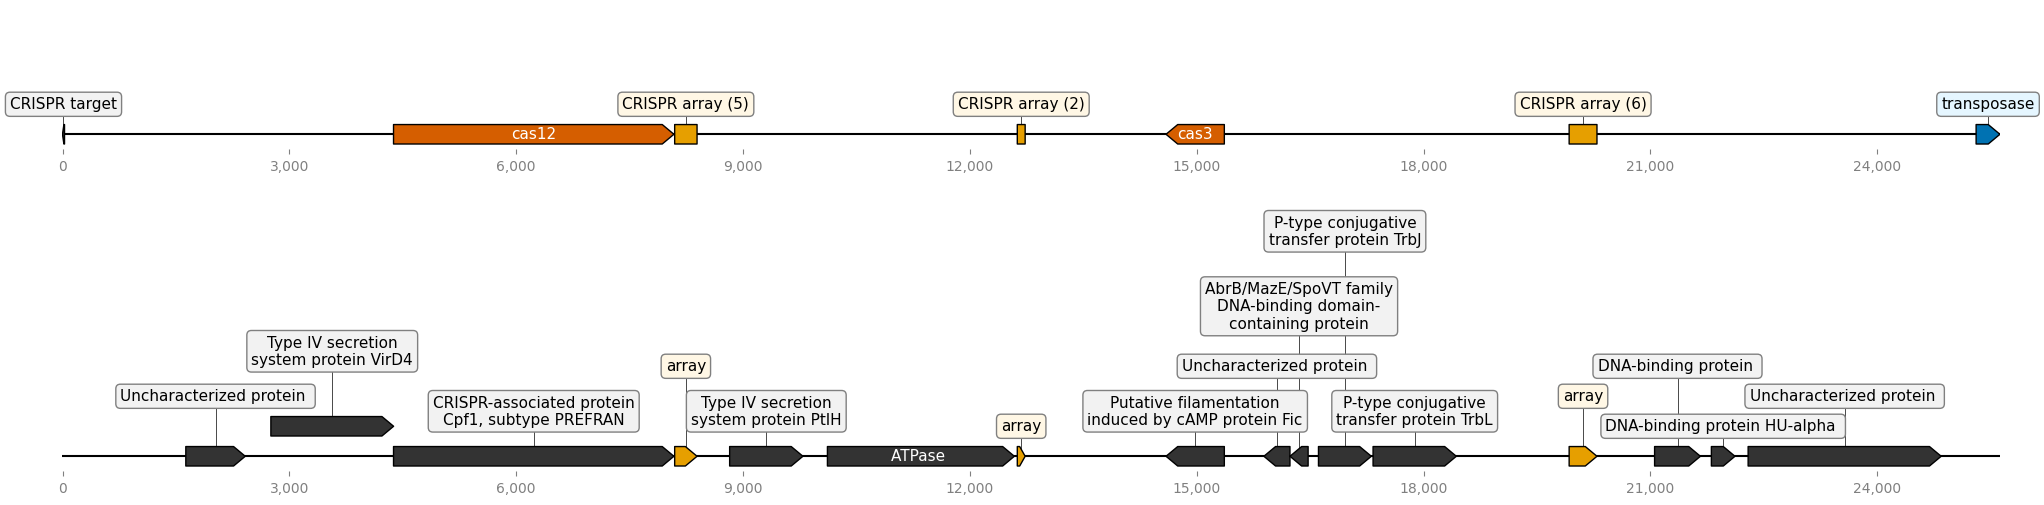 CRISPR target
CRISPR array (5)
CRISPR array (2)
CRISPR array (6)
transposase
cas12
cas3
0
3,000
6,000
9,000
12,000
15,000
18,000
21,000
24,000
P-type conjugative
transfer protein TrbJ
AbrB/MazE/SpoVT family
DNA-binding domain-
containing protein
Type IV secretion
system protein VirD4
array
Uncharacterized protein
DNA-binding protein
Uncharacterized protein
CRISPR-associated protein
Cpf1, subtype PREFRAN
Type IV secretion
system protein PtlH
Putative filamentation
induced by cAMP protein Fic
P-type conjugative
transfer protein TrbL
array
Uncharacterized protein
array
DNA-binding protein HU-alpha
ATPase
0
3,000
6,000
9,000
12,000
15,000
18,000
21,000
24,000